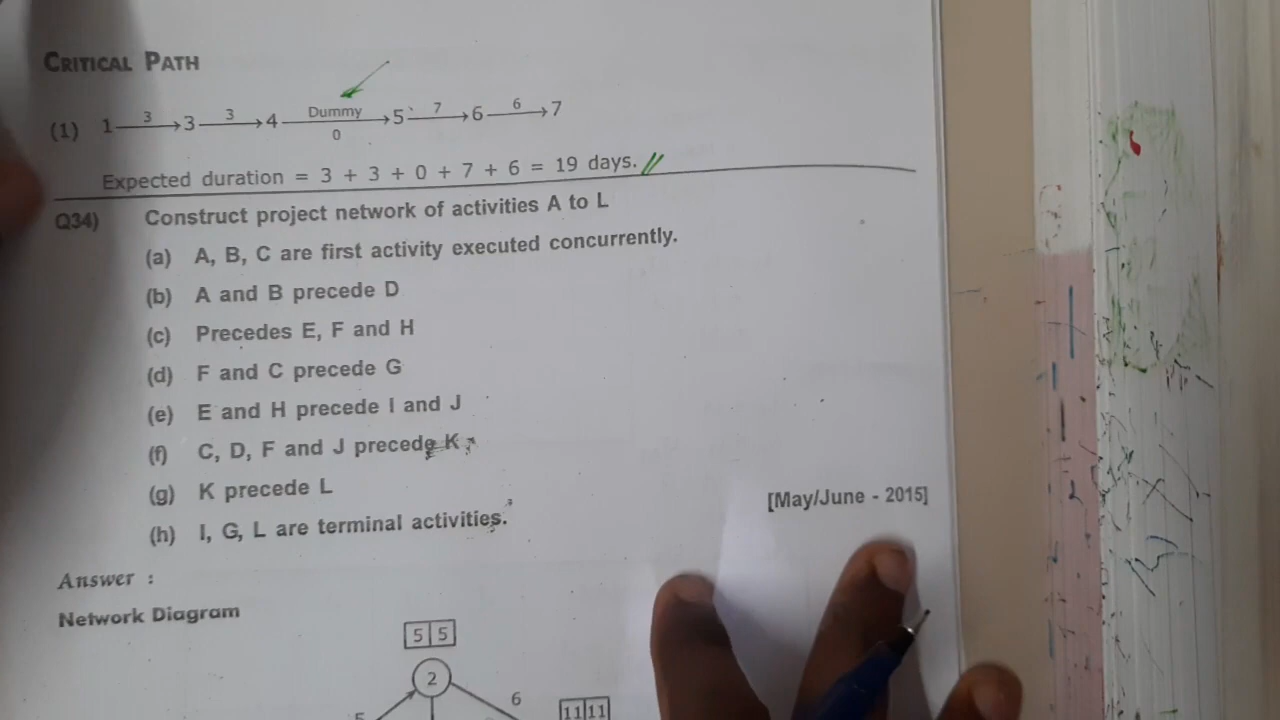 CRITICAL PATH
(1) 1 —3→ 3 —3→ 4 —Dummy 0→ 5 —7→ 6 —6→ 7
Expected duration = 3 + 3 + 0 + 7 + 6 = 19 days.
Q34) Construct project network of activities A to L
(a) A, B, C are first activity executed concurrently.
(b) A and B precede D
(c) Precedes E, F and H
(d) F and C precede G
(e) E and H precede I and J
(f) C, D, F and J precede K
(g) K precede L
(h) I, G, L are terminal activities.
[May/June - 2015]
Answer :
Network Diagram
5 5
2
6
5
11 11